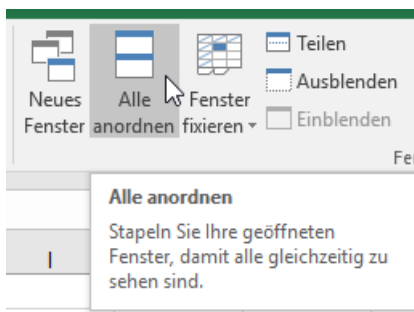 Neues
Fenster
Alle
anordnen
Fenster
fixieren
Teilen
Ausblenden
Einblenden
Fe
Alle anordnen
Stapeln Sie Ihre geöffneten
Fenster, damit alle gleichzeitig zu
sehen sind.
I